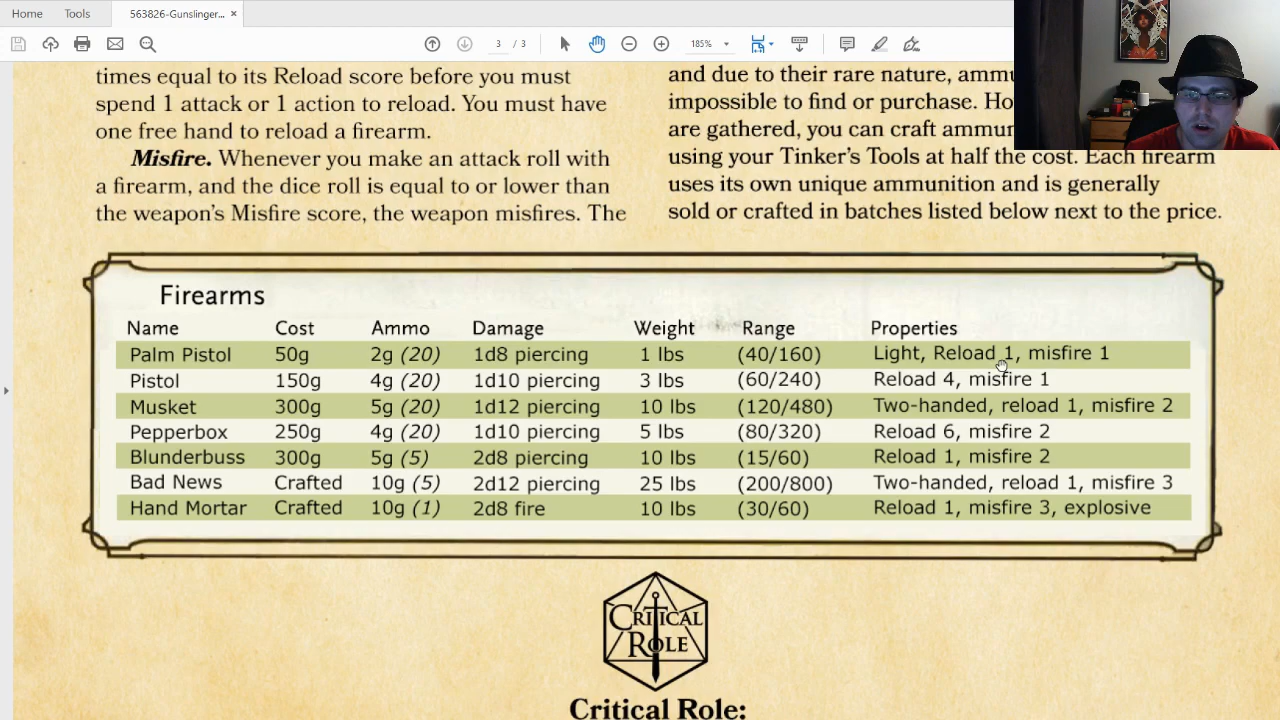 Home Tools 563826-Gunslinger... ×
3 / 3 185%
times equal to its Reload score before you must
spend 1 attack or 1 action to reload. You must have
one free hand to reload a firearm.
Misfire. Whenever you make an attack roll with
a firearm, and the dice roll is equal to or lower than
the weapon's Misfire score, the weapon misfires. The
and due to their rare nature, ammu
impossible to find or purchase. Ho
are gathered, you can craft ammun
using your Tinker's Tools at half the cost. Each firearm
uses its own unique ammunition and is generally
sold or crafted in batches listed below next to the price.
Firearms
Name Cost Ammo Damage Weight Range Properties
Palm Pistol 50g 2g (20) 1d8 piercing 1 lbs (40/160) Light, Reload 1, misfire 1
Pistol 150g 4g (20) 1d10 piercing 3 lbs (60/240) Reload 4, misfire 1
Musket 300g 5g (20) 1d12 piercing 10 lbs (120/480) Two-handed, reload 1, misfire 2
Pepperbox 250g 4g (20) 1d10 piercing 5 lbs (80/320) Reload 6, misfire 2
Blunderbuss 300g 5g (5) 2d8 piercing 10 lbs (15/60) Reload 1, misfire 2
Bad News Crafted 10g (5) 2d12 piercing 25 lbs (200/800) Two-handed, reload 1, misfire 3
Hand Mortar Crafted 10g (1) 2d8 fire 10 lbs (30/60) Reload 1, misfire 3, explosive
CRITICAL
ROLE
Critical Role: